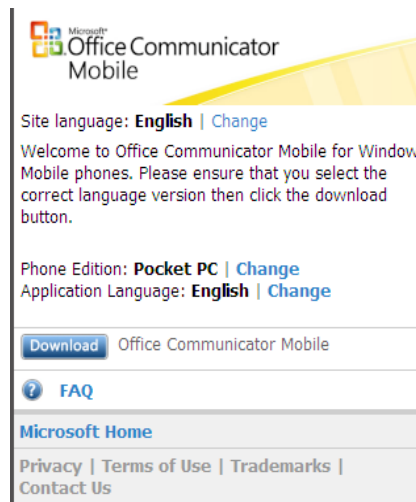 Microsoft®
Office Communicator
Mobile
Site language: English | Change
Welcome to Office Communicator Mobile for Window
Mobile phones. Please ensure that you select the
correct language version then click the download
button.
Phone Edition: Pocket PC | Change
Application Language: English | Change
Download Office Communicator Mobile
? FAQ
Microsoft Home
Privacy | Terms of Use | Trademarks |
Contact Us